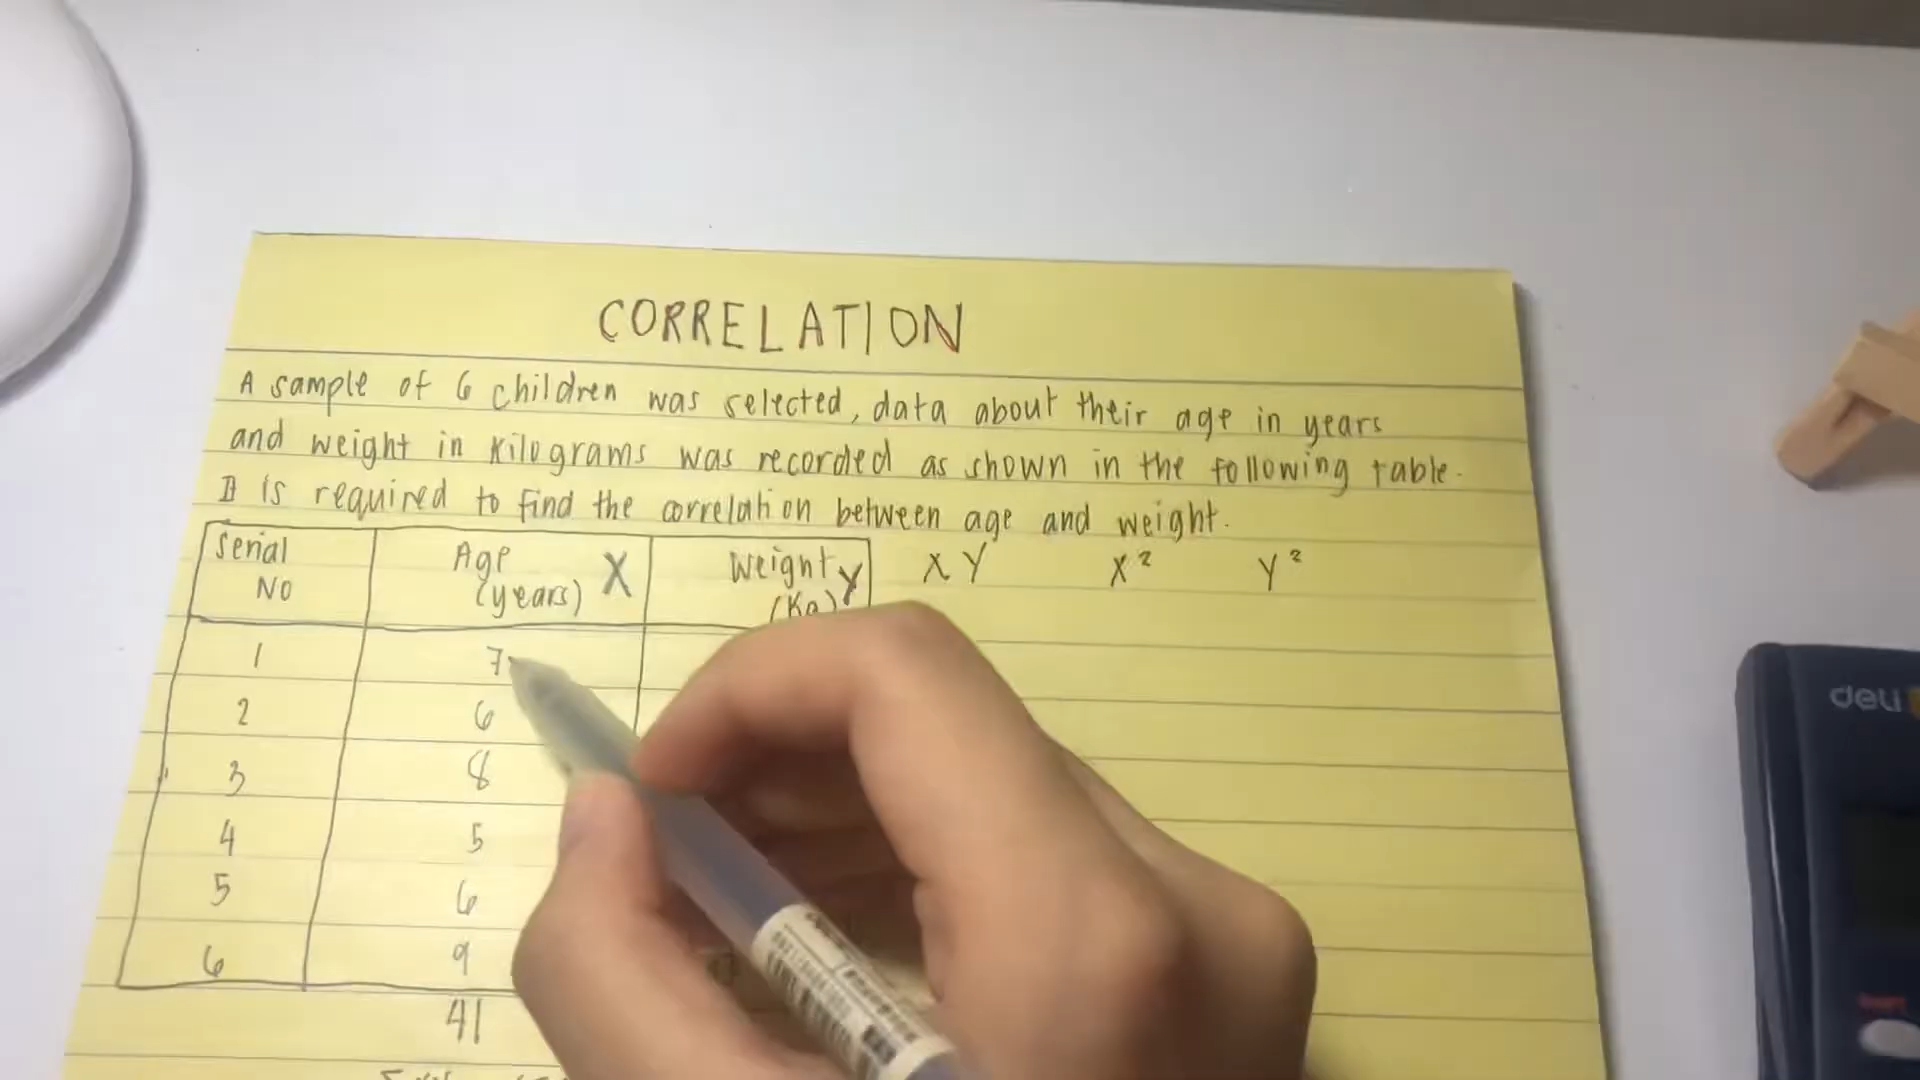 CORRELATION
A sample of 6 children was selected, data about their age in years
and weight in Kilograms was recorded as shown in the following table.
It is required to find the correlation between age and weight.
Serial NO Age (years) X Weight (Kg) Y XY X² Y²
1 7
2 6
3 8
4 5
5 6
6 9
41
deli